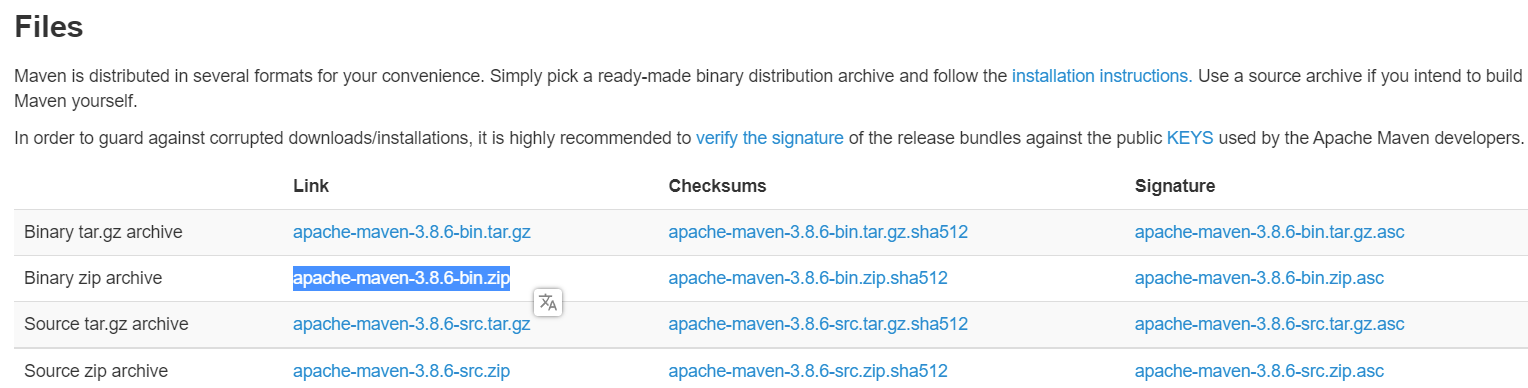 Files
Maven is distributed in several formats for your convenience. Simply pick a ready-made binary distribution archive and follow the installation instructions. Use a source archive if you intend to build
Maven yourself.
In order to guard against corrupted downloads/installations, it is highly recommended to verify the signature of the release bundles against the public KEYS used by the Apache Maven developers.
Link Checksums Signature
Binary tar.gz archive apache-maven-3.8.6-bin.tar.gz apache-maven-3.8.6-bin.tar.gz.sha512 apache-maven-3.8.6-bin.tar.gz.asc
Binary zip archive apache-maven-3.8.6-bin.zip apache-maven-3.8.6-bin.zip.sha512 apache-maven-3.8.6-bin.zip.asc
Source tar.gz archive apache-maven-3.8.6-src.tar.gz apache-maven-3.8.6-src.tar.gz.sha512 apache-maven-3.8.6-src.tar.gz.asc
Source zip archive apache-maven-3.8.6-src.zip apache-maven-3.8.6-src.zip.sha512 apache-maven-3.8.6-src.zip.asc